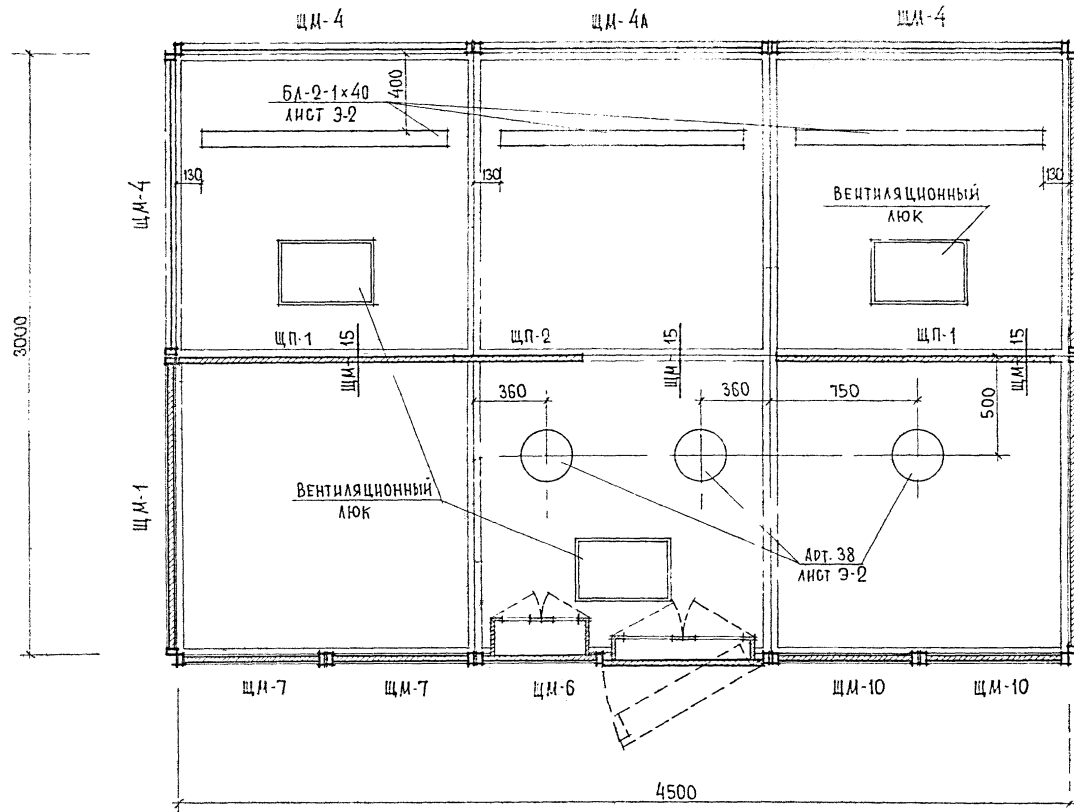 ЩМ-4
ЩМ-4А
ЩМ-4
БЛ-2-1×40
ЛИСТ Э-2
400
130
130
130
ВЕНТИЛЯЦИОННЫЙ
ЛЮК
ЩМ-4
3000
ЩП-1
ЩМ-15
ЩП-2
ЩМ-15
ЩП-1
ЩМ-15
360
360
750
500
ЩМ-1
ВЕНТИЛЯЦИОННЫЙ
ЛЮК
АРТ. 38
ЛИСТ Э-2
ЩМ-7
ЩМ-7
ЩМ-6
ЩМ-10
ЩМ-10
4500